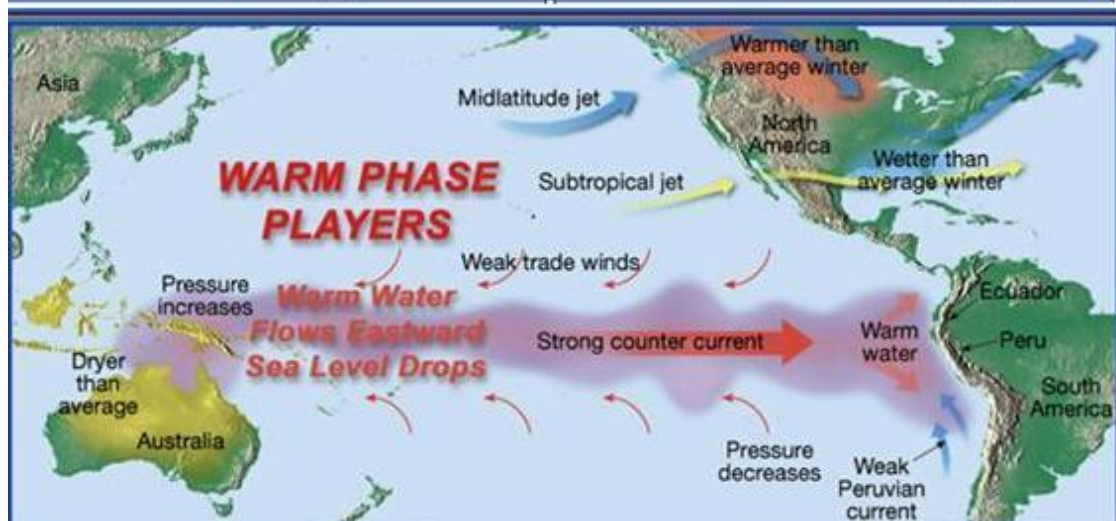 Asia
Midlatitude jet
Warmer than
average winter
North
America
WARM PHASE
PLAYERS
Subtropical jet
Wetter than
average winter
Weak trade winds
Pressure
increases
Warm Water
Flows Eastward
Sea Level Drops
Strong counter current
Warm
water
Ecuador
Peru
South
America
Dryer
than
average
Australia
Pressure
decreases
Weak
Peruvian
current